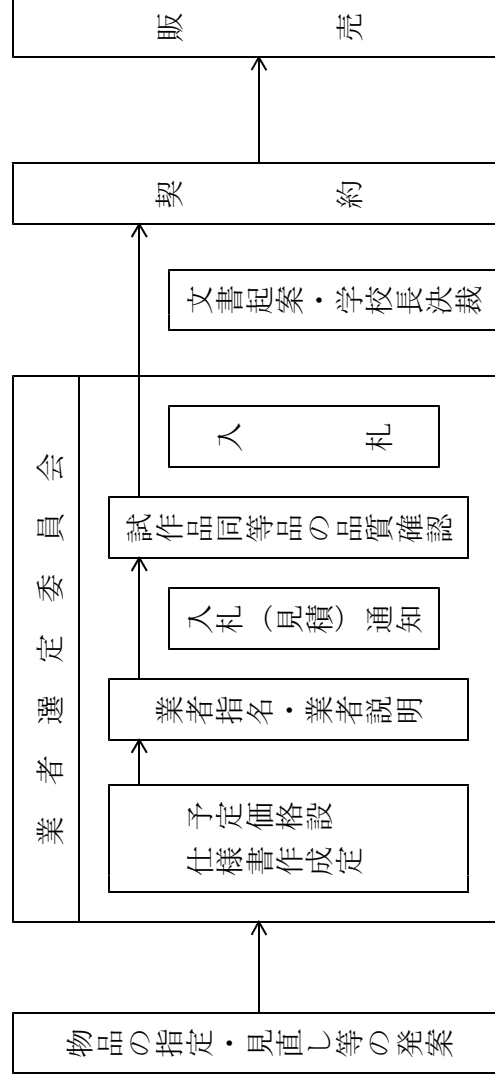 物品の指定・見直し等の発案
業者選定委員会
予定価格設
仕様書作成定
業者指名・業者説明
入札（見積）通知
試作品同等品の品質確認
入札
文書起案・学校長決裁
契約
販売